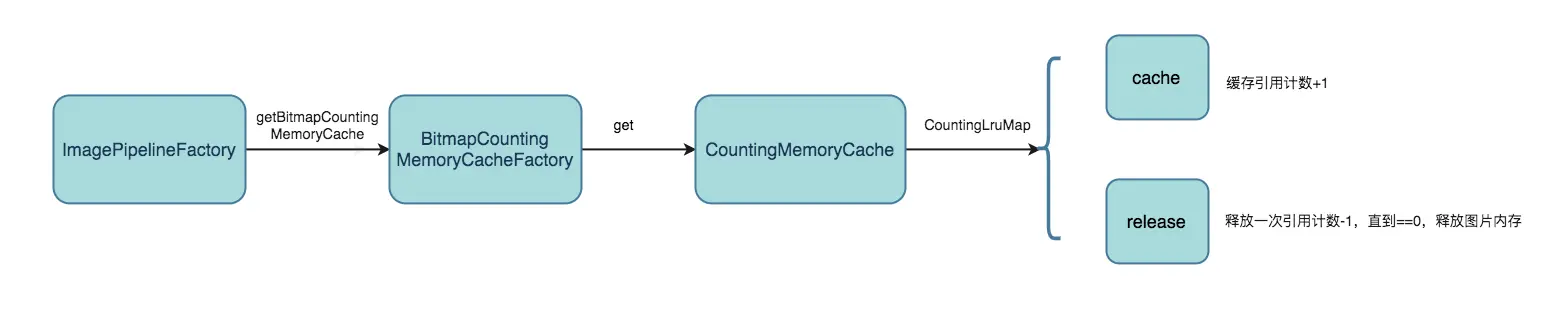 ImagePipelineFactory
getBitmapCounting
MemoryCache
BitmapCounting
MemoryCacheFactory
get
CountingMemoryCache
CountingLruMap
cache
缓存引用计数+1
release
释放一次引用计数-1，直到==0，释放图片内存